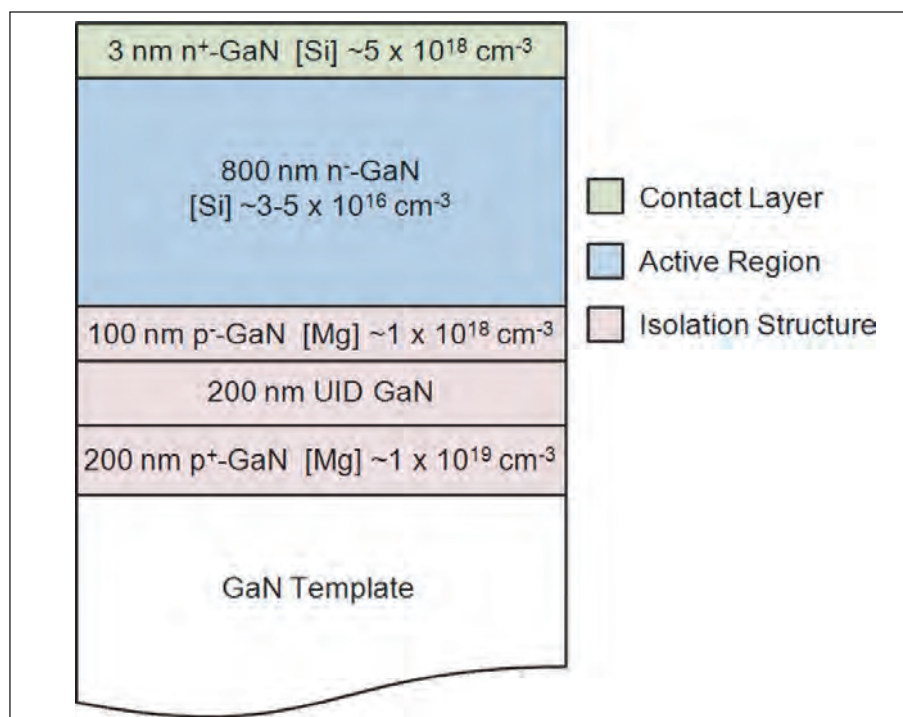 3 nm n⁺-GaN [Si] ~5 x 10¹⁸ cm⁻³
800 nm n⁻-GaN
[Si] ~3-5 x 10¹⁶ cm⁻³
100 nm p⁻-GaN [Mg] ~1 x 10¹⁸ cm⁻³
200 nm UID GaN
200 nm p⁺-GaN [Mg] ~1 x 10¹⁹ cm⁻³
GaN Template
Contact Layer
Active Region
Isolation Structure